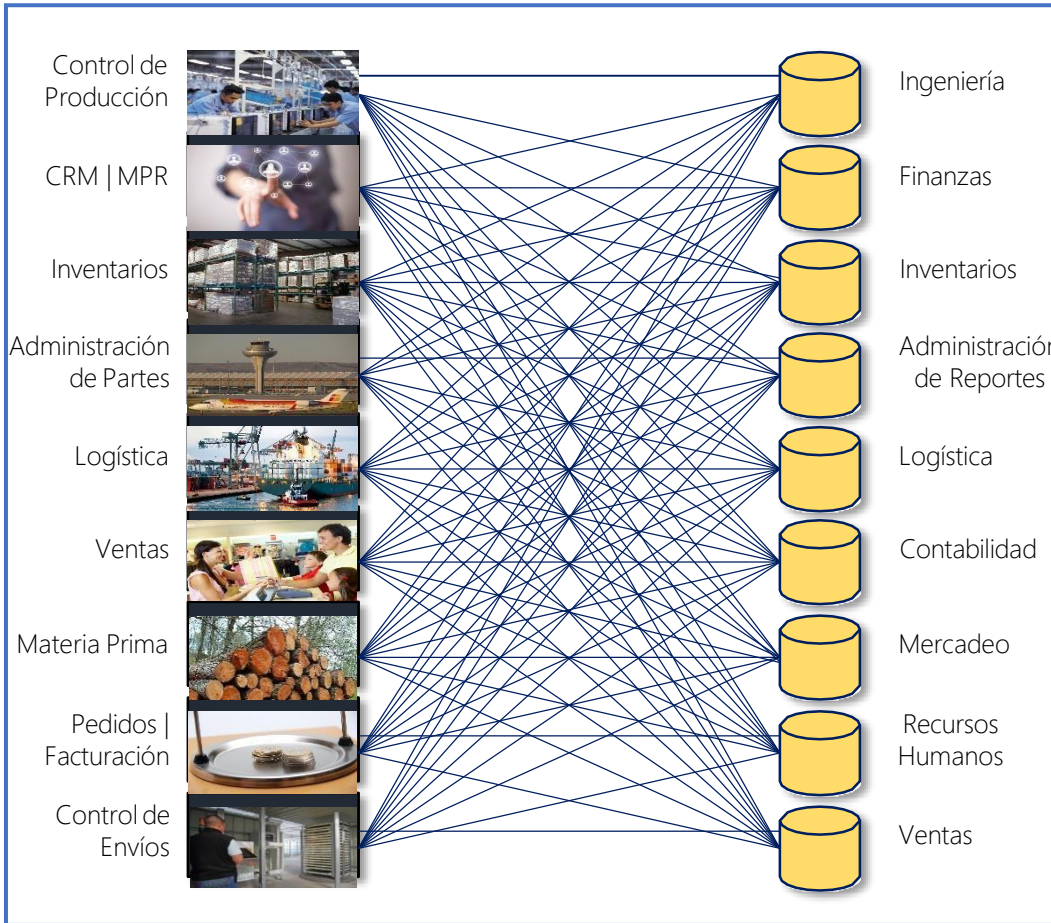 Control de
Producción
Ingeniería
CRM | MPR
Finanzas
Inventarios
Inventarios
Administración
de Partes
Administración
de Reportes
Logística
Logística
Ventas
Contabilidad
Materia Prima
Mercadeo
Pedidos |
Facturación
Recursos
Humanos
Control de
Envíos
Ventas